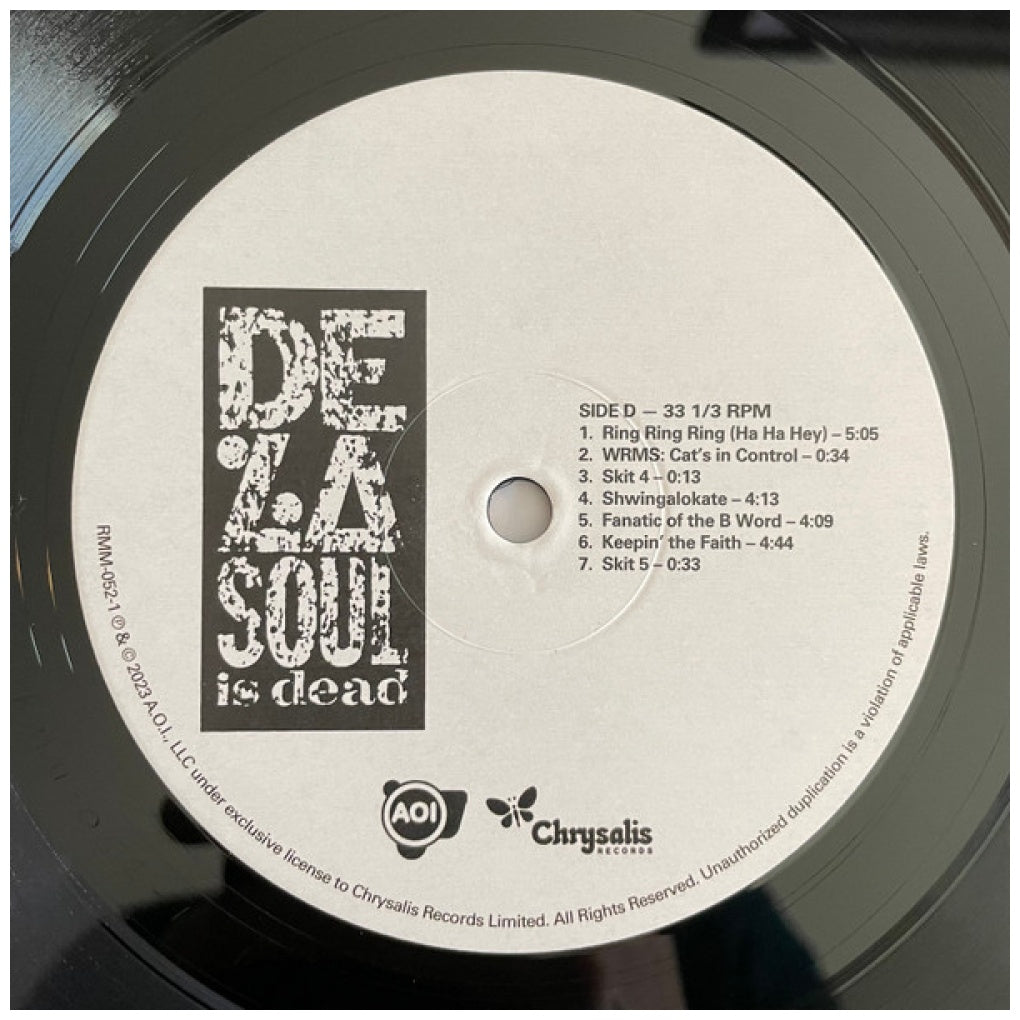 DE
LA
SOUL
is dead
SIDE D — 33 1/3 RPM
1. Ring Ring Ring (Ha Ha Hey) – 5:05
2. WRMS: Cat's in Control – 0:34
3. Skit 4 – 0:13
4. Shwingalokate – 4:13
5. Fanatic of the B Word – 4:09
6. Keepin' the Faith – 4:44
7. Skit 5 – 0:33
AOI
Chrysalis
RECORDS
RMM-052-1 ℗ & © 2023 A.O.I., LLC under exclusive license to Chrysalis Records Limited. All Rights Reserved. Unauthorized duplication is a violation of applicable laws.